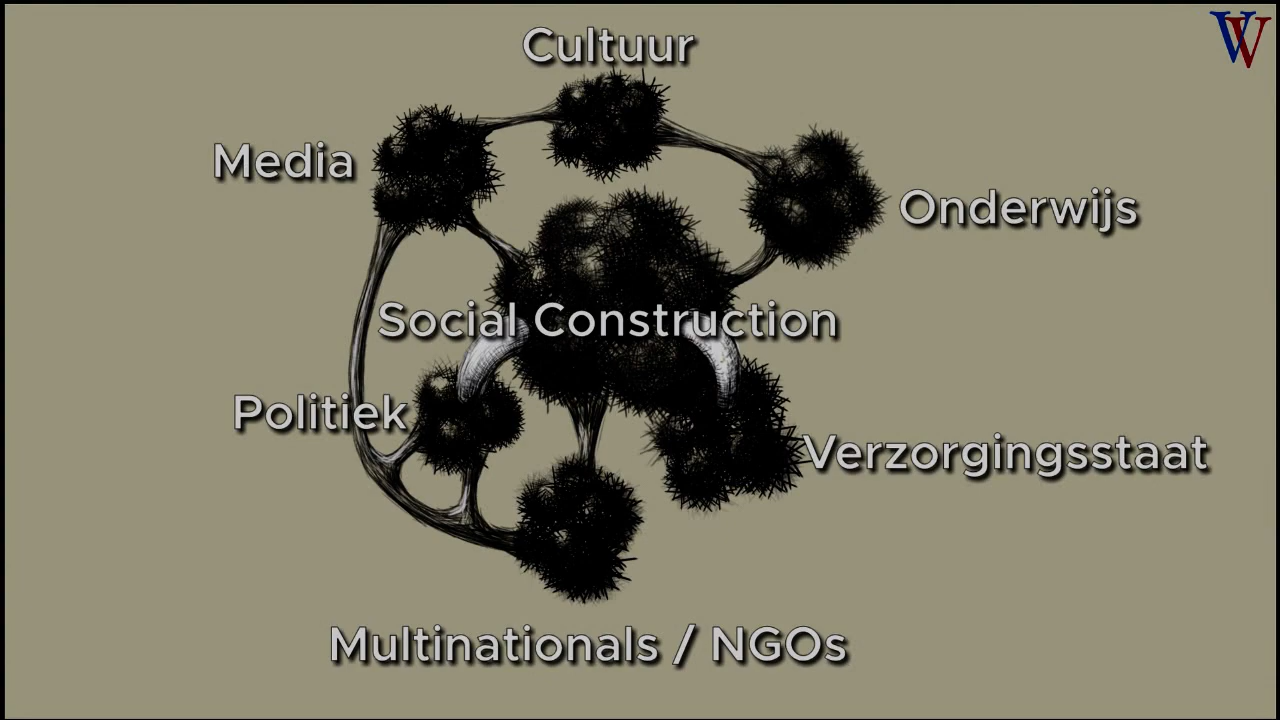 Cultuur
W
Media
Onderwijs
Social Construction
Politiek
Verzorgingsstaat
Multinationals / NGOs